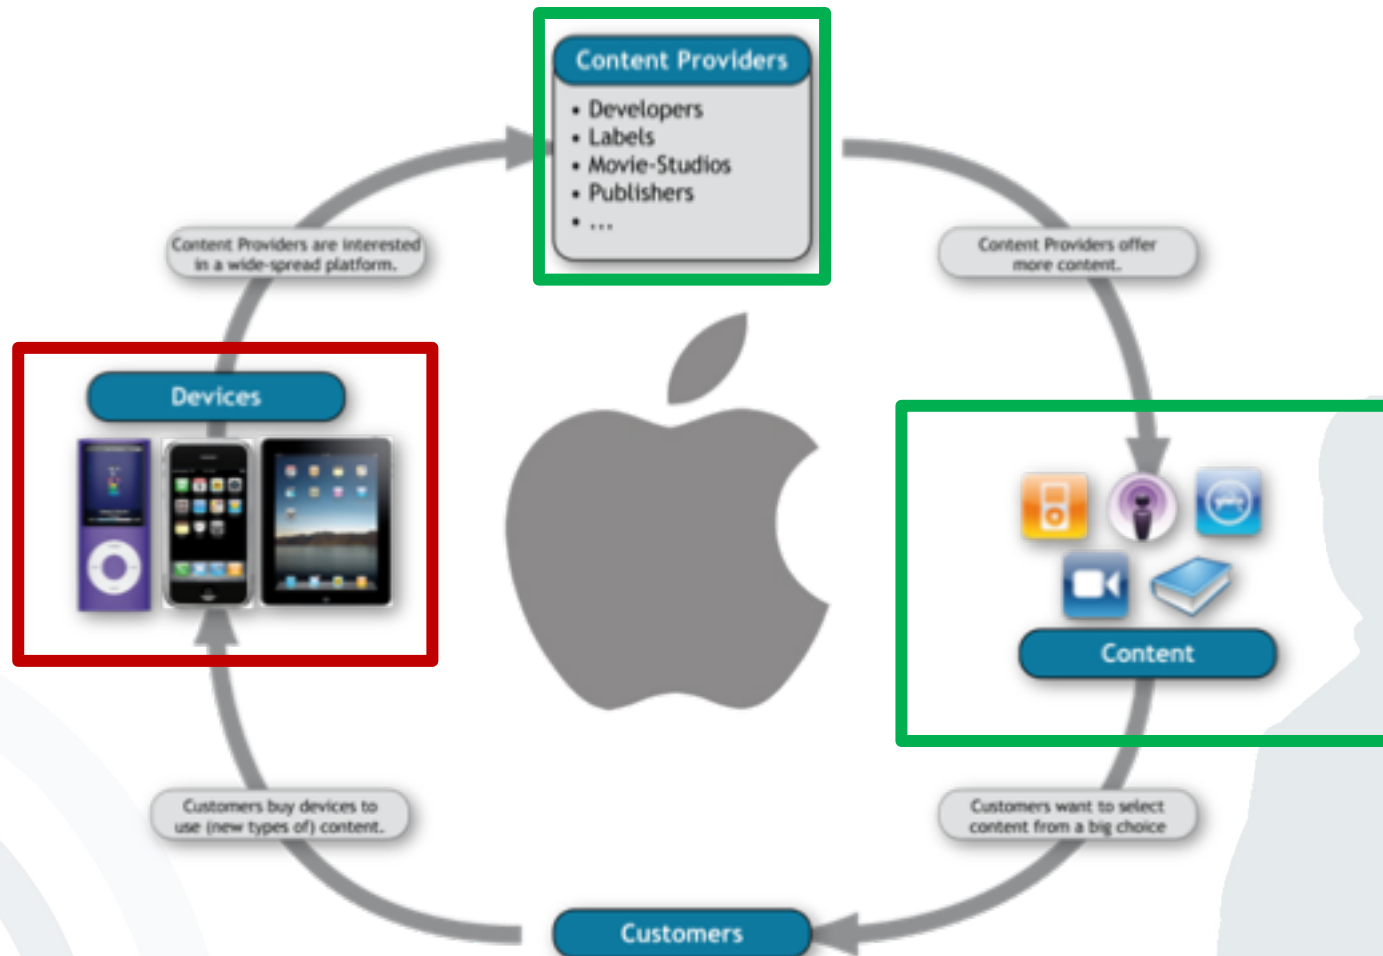 Content Providers
• Developers
• Labels
• Movie-Studios
• Publishers
• ...
Content Providers are interested
in a wide-spread platform.
Content Providers offer
more content.
Devices
Content
Customers buy devices to
use (new types of) content.
Customers want to select
content from a big choice
Customers